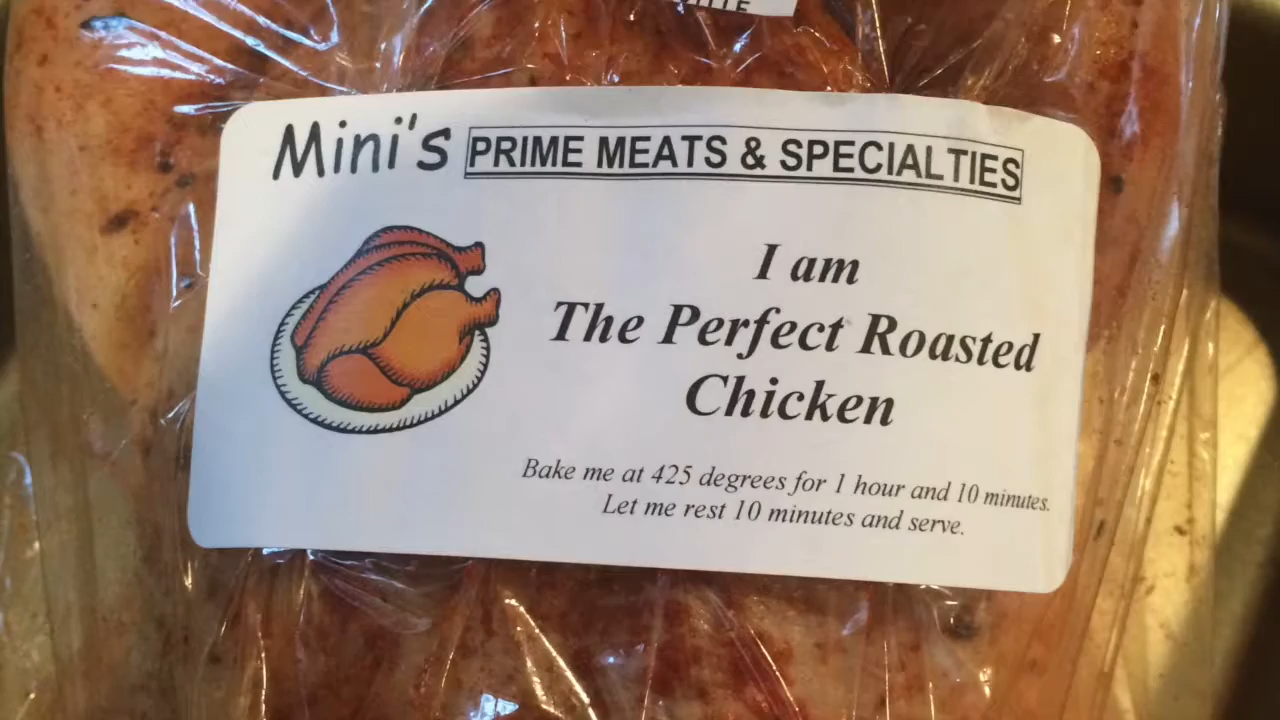 Mini's PRIME MEATS & SPECIALTIES
I am
The Perfect Roasted
Chicken
Bake me at 425 degrees for 1 hour and 10 minutes.
Let me rest 10 minutes and serve.